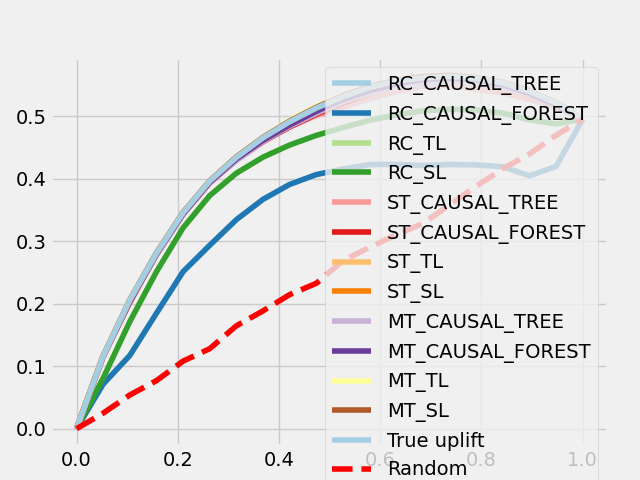 RC_CAUSAL_TREE
RC_CAUSAL_FOREST
RC_TL
RC_SL
ST_CAUSAL_TREE
ST_CAUSAL_FOREST
ST_TL
ST_SL
MT_CAUSAL_TREE
MT_CAUSAL_FOREST
MT_TL
MT_SL
True uplift
Random
0.5
0.4
0.3
0.2
0.1
0.0
0.0 0.2 0.4 0.6 0.8 1.0